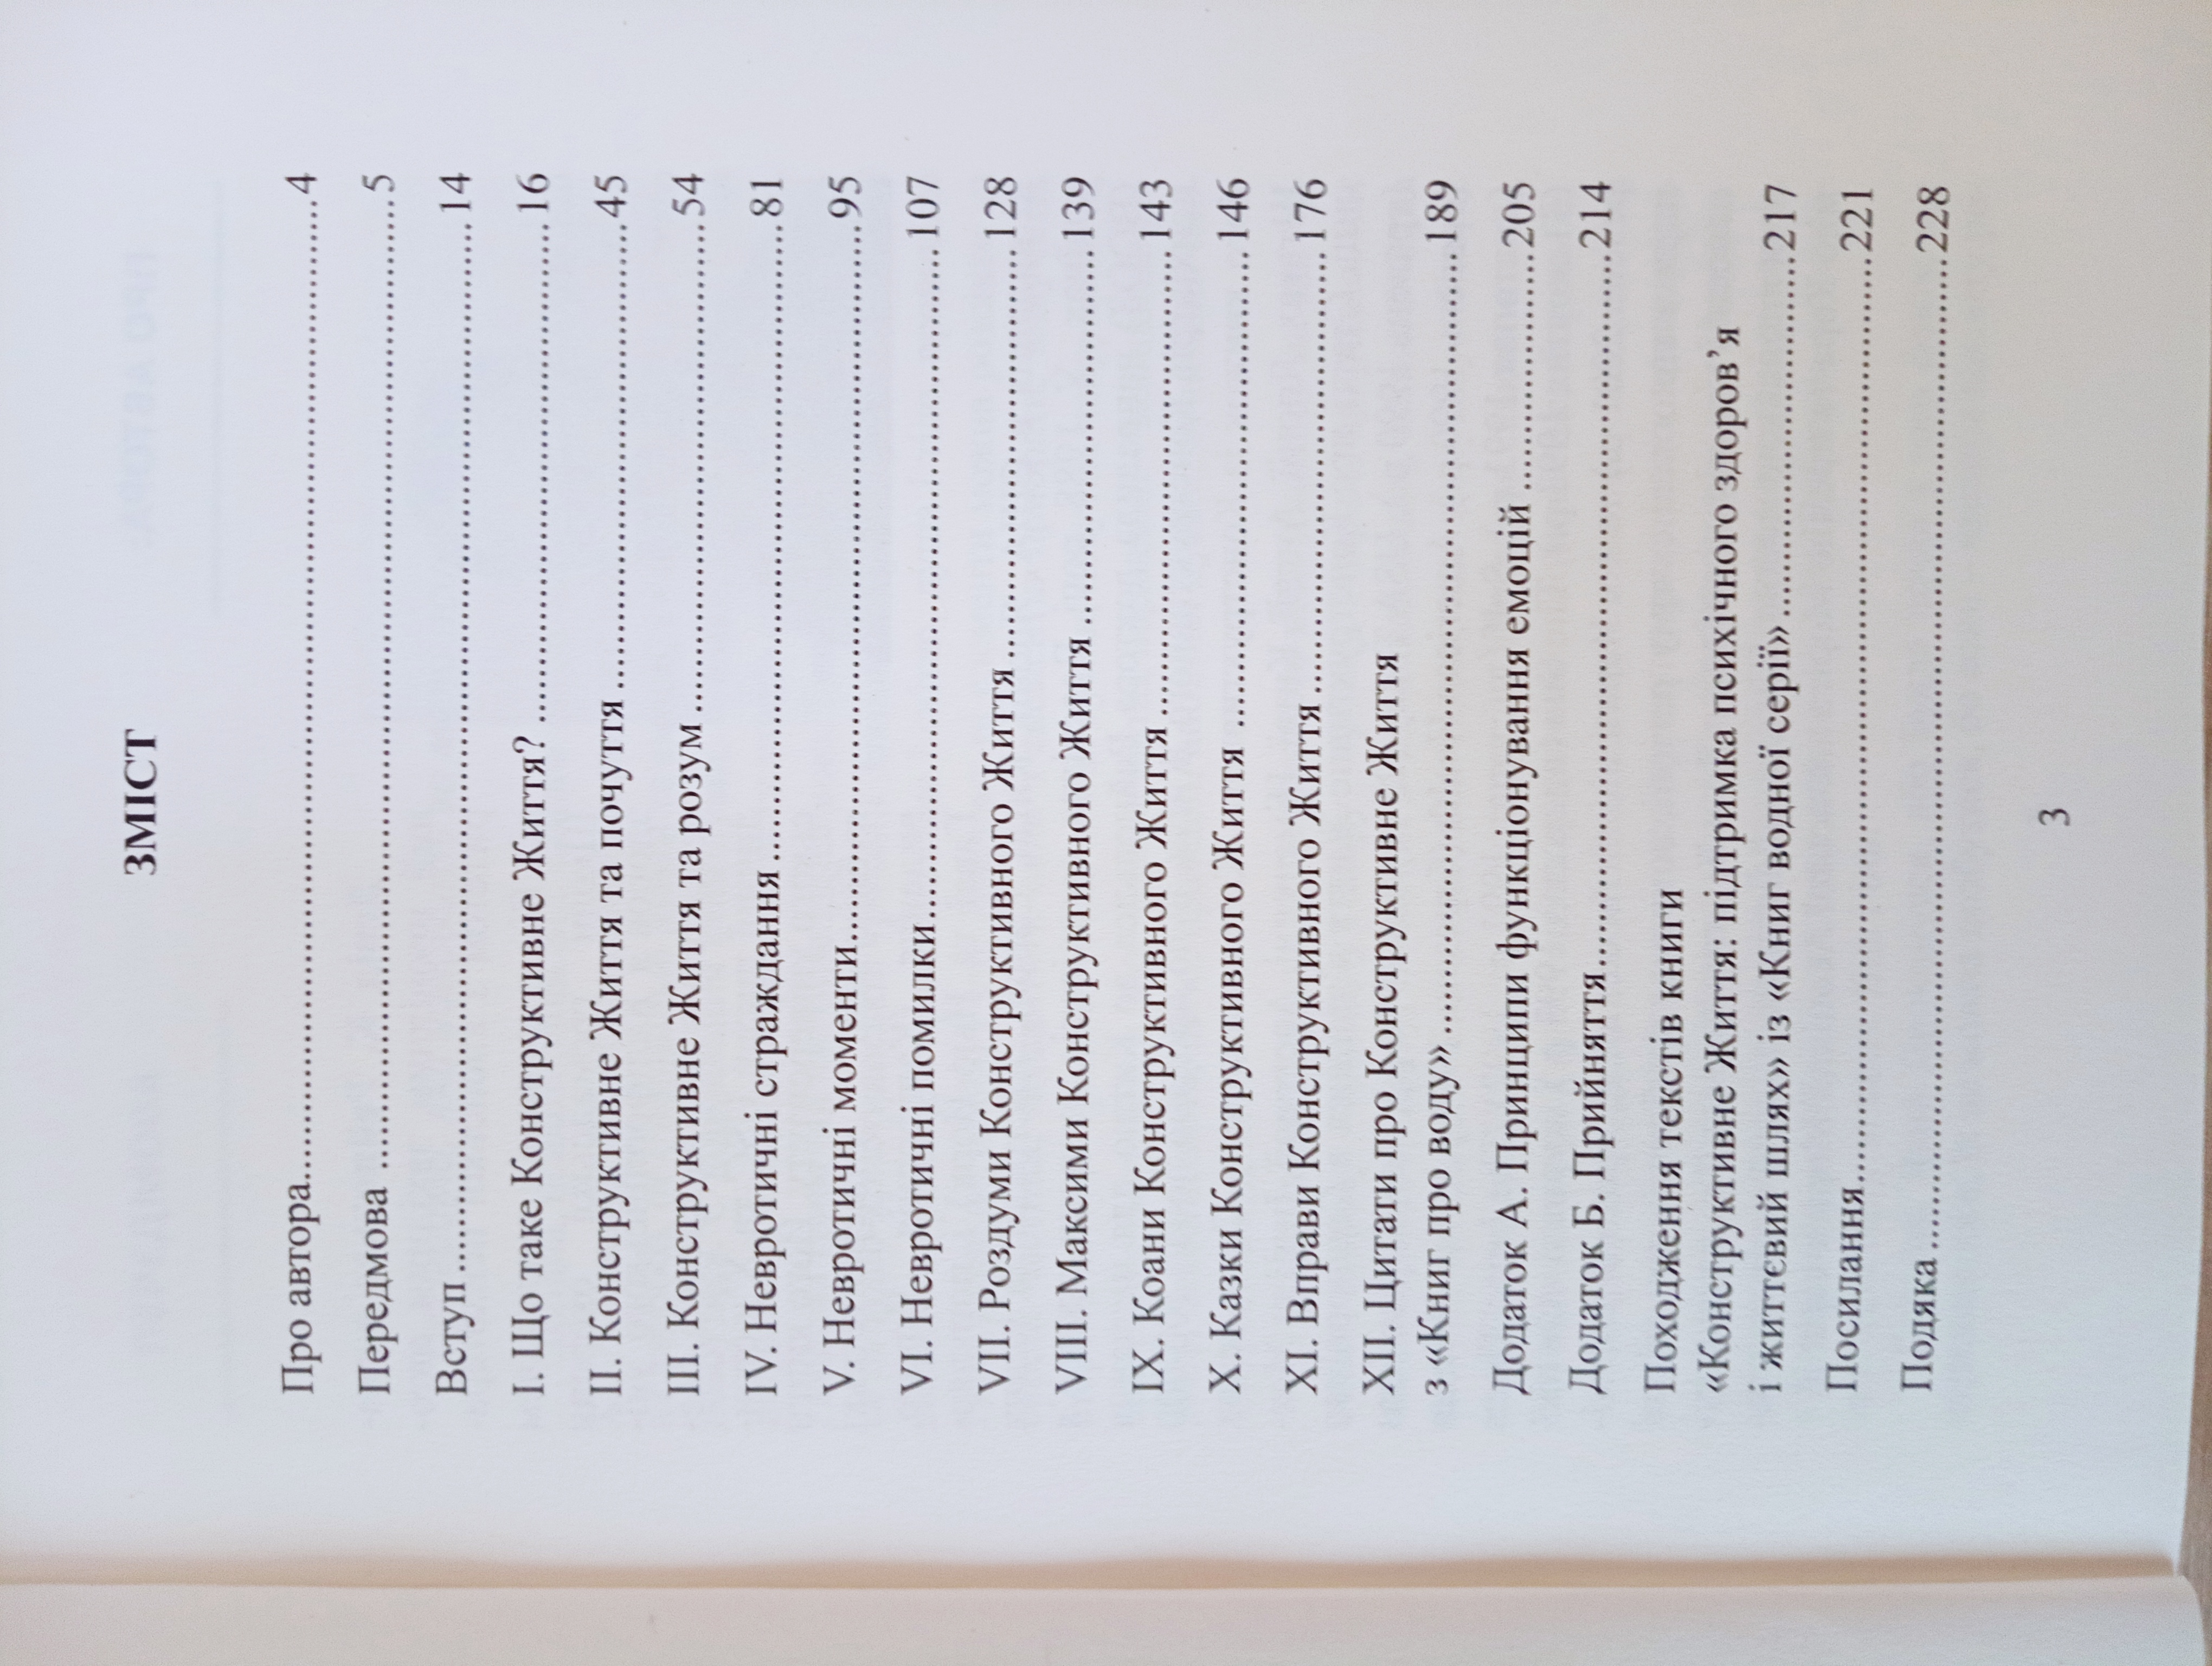 ЗМІСТ
Про автора....................4
Передмова ....................5
Вступ ....................14
I. Що таке Конструктивне Життя? ....................16
II. Конструктивне Життя та почуття ....................45
III. Конструктивне Життя та розум ....................54
IV. Невротичні страждання ....................81
V. Невротичні моменти....................95
VI. Невротичні помилки....................107
VII. Роздуми Конструктивного Життя ....................128
VIII. Максими Конструктивного Життя ....................139
IX. Коани Конструктивного Життя ....................143
X. Казки Конструктивного Життя ....................146
XI. Вправи Конструктивного Життя ....................176
XII. Цитати про Конструктивне Життя
з «Книг про воду» ....................189
Додаток А. Принципи функціонування емоцій ....................205
Додаток Б. Прийняття....................214
Походження текстів книги
«Конструктивне Життя: підтримка психічного здоров’я
і життєвий шлях» із «Книг водної серії»....................217
Посилання....................221
Подяка ....................228
3